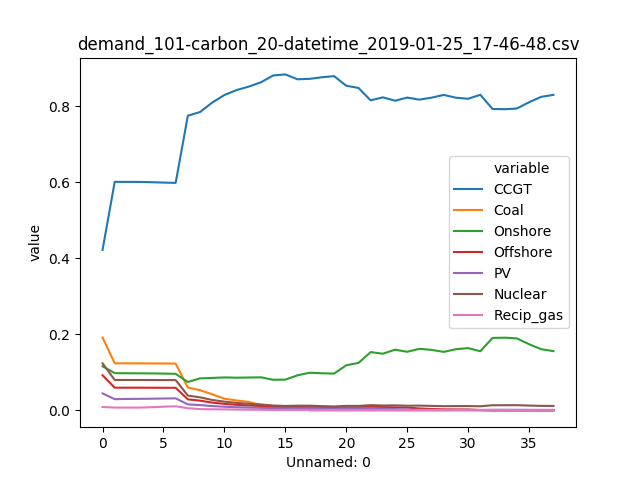 demand_101-carbon_20-datetime_2019-01-25_17-46-48.csv
value
0.8
0.6
0.4
0.2
0.0
variable
CCGT
Coal
Onshore
Offshore
PV
Nuclear
Recip_gas
0 5 10 15 20 25 30 35
Unnamed: 0